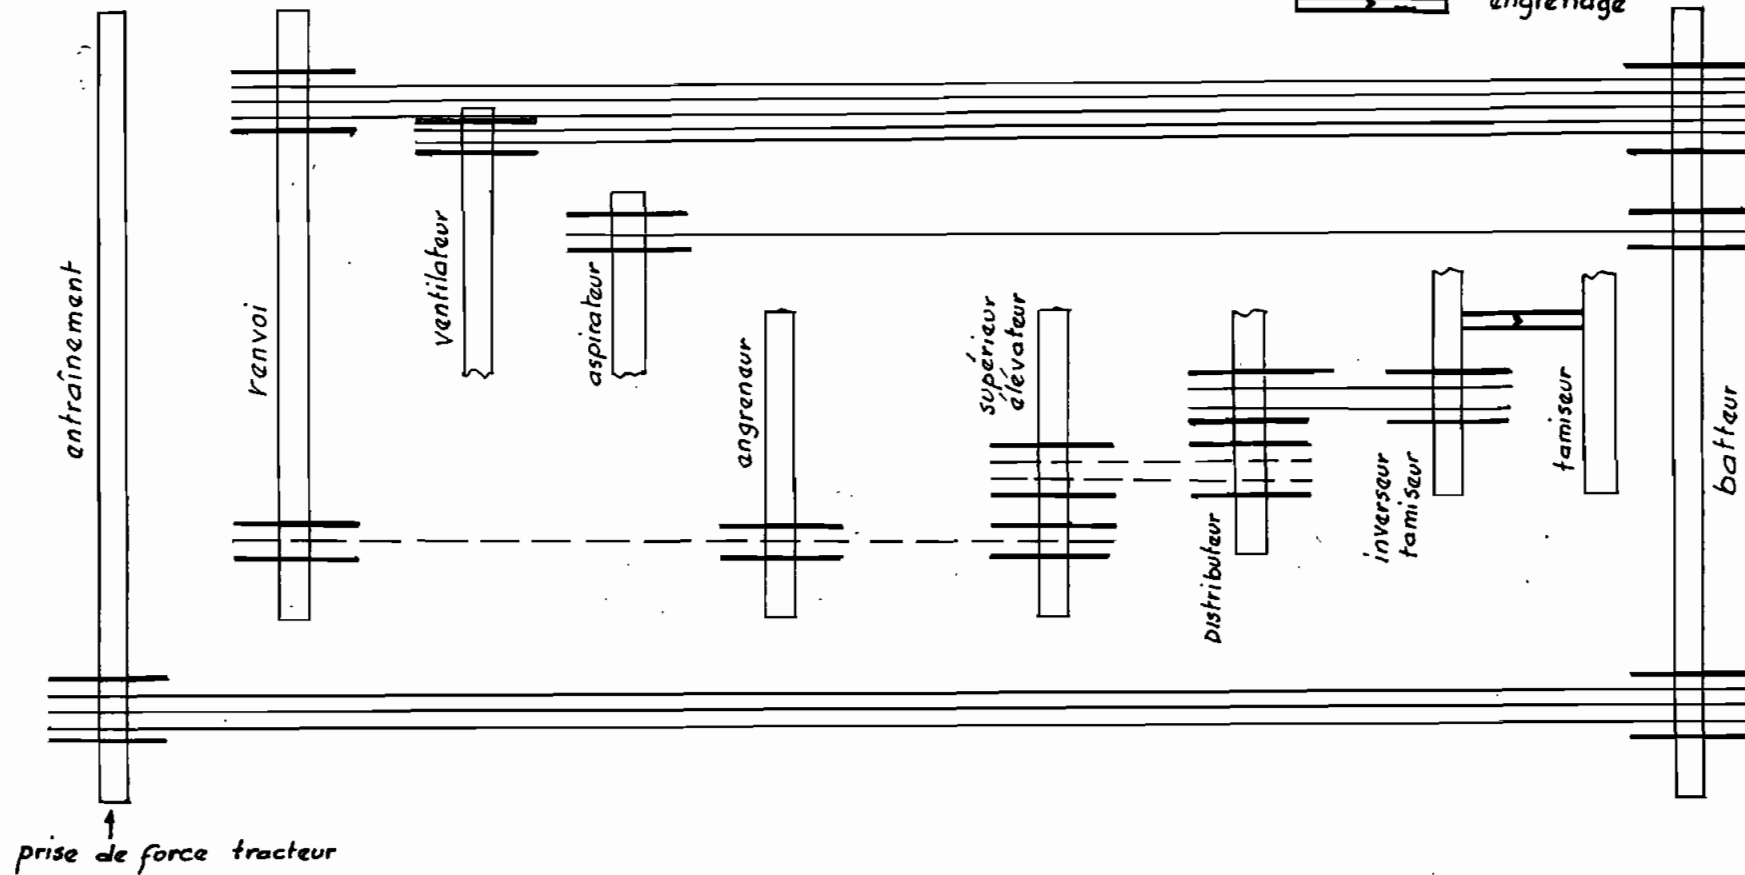 engrenage
entraînement
renvoi
ventilateur
aspirateur
angreneur
supérieur
élévateur
Distributeur
inverseur
tamiseur
tamiseur
batteur
prise de force tracteur